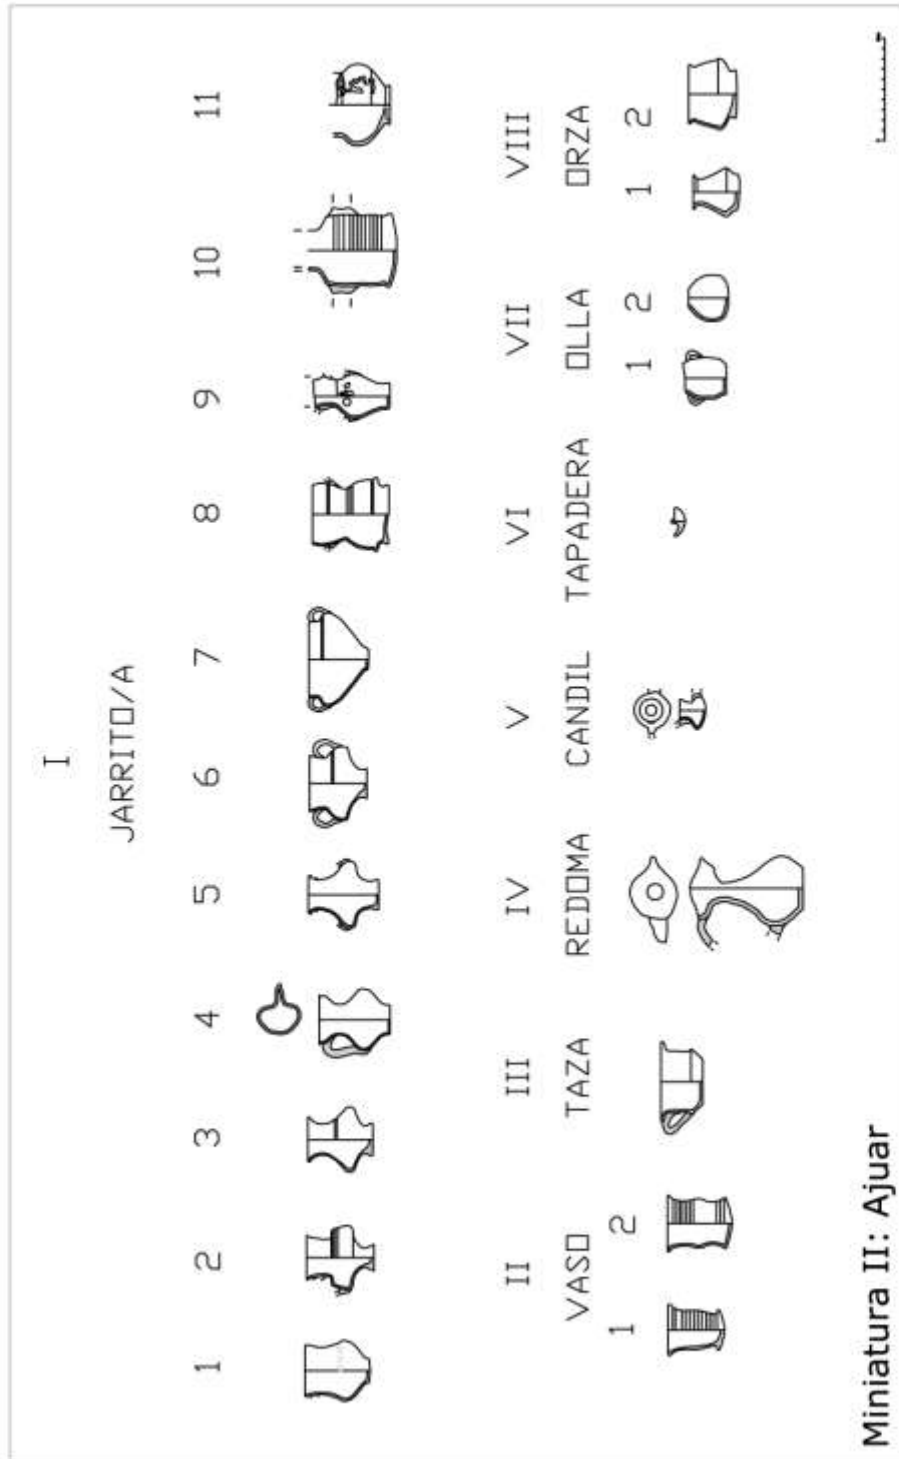 I
JARRITO/A
1 2 3 4 5 6 7 8 9 10 11
II III IV V VI VII VIII
VASO TAZA REDOMA CANDIL TAPADERA OLLA ORZA
1 2 1 2 1 2
Miniatura II: Ajuar